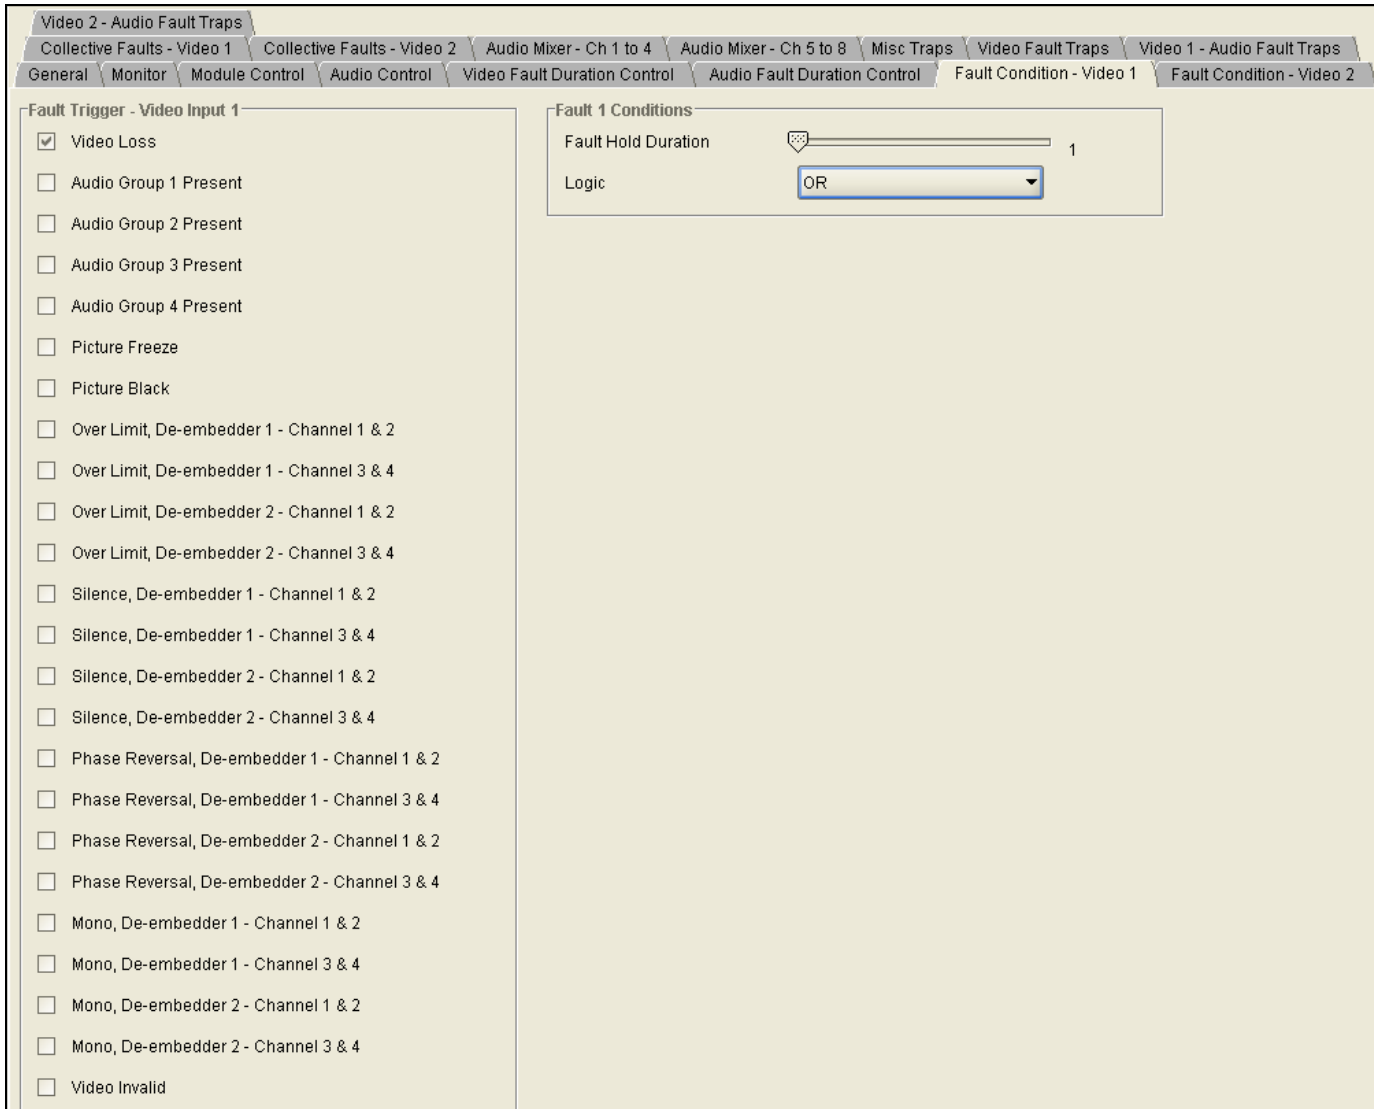 Video 2 - Audio Fault Traps
Collective Faults - Video 1 Collective Faults - Video 2 Audio Mixer - Ch 1 to 4 Audio Mixer - Ch 5 to 8 Misc Traps Video Fault Traps Video 1 - Audio Fault Traps
General Monitor Module Control Audio Control Video Fault Duration Control Audio Fault Duration Control Fault Condition - Video 1 Fault Condition - Video 2
Fault Trigger - Video Input 1
Video Loss
Audio Group 1 Present
Audio Group 2 Present
Audio Group 3 Present
Audio Group 4 Present
Picture Freeze
Picture Black
Over Limit, De-embedder 1 - Channel 1 & 2
Over Limit, De-embedder 1 - Channel 3 & 4
Over Limit, De-embedder 2 - Channel 1 & 2
Over Limit, De-embedder 2 - Channel 3 & 4
Silence, De-embedder 1 - Channel 1 & 2
Silence, De-embedder 1 - Channel 3 & 4
Silence, De-embedder 2 - Channel 1 & 2
Silence, De-embedder 2 - Channel 3 & 4
Phase Reversal, De-embedder 1 - Channel 1 & 2
Phase Reversal, De-embedder 1 - Channel 3 & 4
Phase Reversal, De-embedder 2 - Channel 1 & 2
Phase Reversal, De-embedder 2 - Channel 3 & 4
Mono, De-embedder 1 - Channel 1 & 2
Mono, De-embedder 1 - Channel 3 & 4
Mono, De-embedder 2 - Channel 1 & 2
Mono, De-embedder 2 - Channel 3 & 4
Video Invalid
Fault 1 Conditions
Fault Hold Duration 1
Logic OR